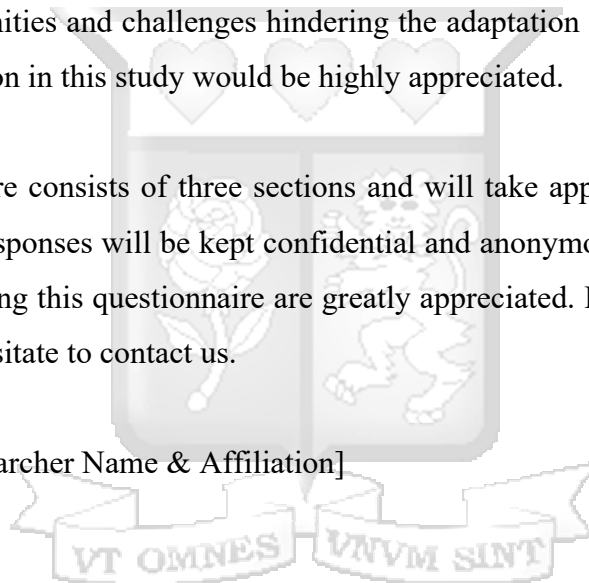 nities and challenges hindering the adaptation
on in this study would be highly appreciated.
re consists of three sections and will take app
sponses will be kept confidential and anonymo
ng this questionnaire are greatly appreciated. I
sitate to contact us.
archer Name & Affiliation]
VT OMNES VNVM SINT